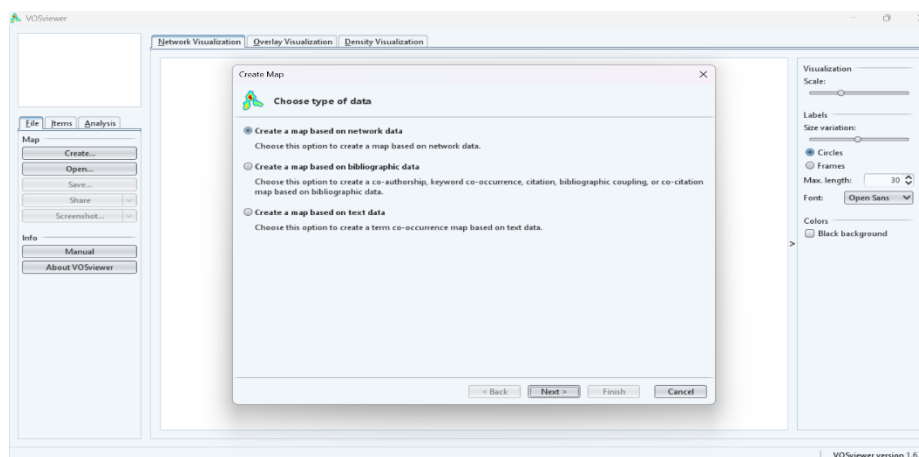 VOSviewer
Network Visualization Overlay Visualization Density Visualization
File Items Analysis
Map
Create...
Open...
Save...
Share
Screenshot...
Info
Manual
About VOSviewer
Create Map
Choose type of data
Create a map based on network data
Choose this option to create a map based on network data.
Create a map based on bibliographic data
Choose this option to create a co-authorship, keyword co-occurrence, citation, bibliographic coupling, or co-citation
map based on bibliographic data.
Create a map based on text data
Choose this option to create a term co-occurrence map based on text data.
< Back Next > Finish Cancel
Visualization
Scale:
Labels
Size variation:
Circles
Frames
Max. length: 30
Font: Open Sans
Colors
Black background
>
VOSviewer version 1.6